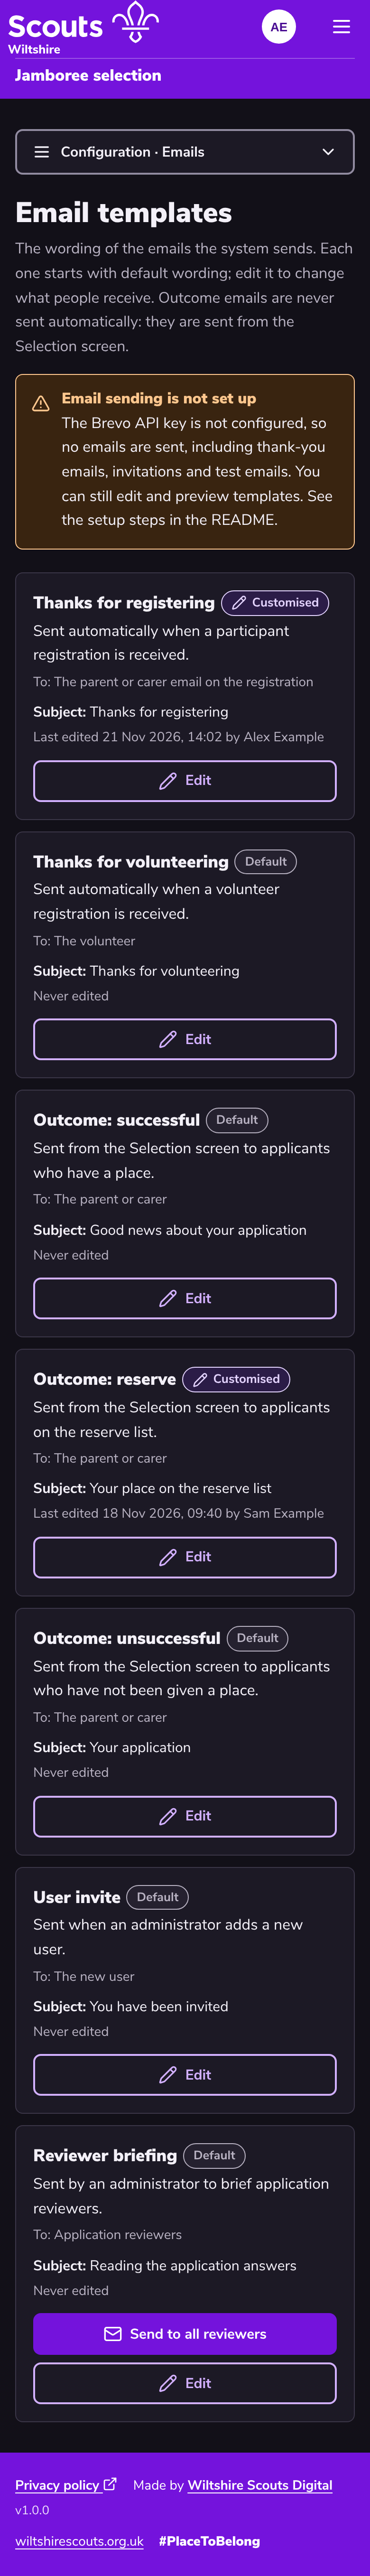 Scouts
Wiltshire
AE
Jamboree selection
Configuration · Emails
Email templates
The wording of the emails the system sends. Each
one starts with default wording; edit it to change
what people receive. Outcome emails are never
sent automatically: they are sent from the
Selection screen.
Email sending is not set up
The Brevo API key is not configured, so
no emails are sent, including thank-you
emails, invitations and test emails. You
can still edit and preview templates. See
the setup steps in the README.
Thanks for registering Customised
Sent automatically when a participant
registration is received.
To: The parent or carer email on the registration
Subject: Thanks for registering
Last edited 21 Nov 2026, 14:02 by Alex Example
Edit
Thanks for volunteering Default
Sent automatically when a volunteer
registration is received.
To: The volunteer
Subject: Thanks for volunteering
Never edited
Edit
Outcome: successful Default
Sent from the Selection screen to applicants
who have a place.
To: The parent or carer
Subject: Good news about your application
Never edited
Edit
Outcome: reserve Customised
Sent from the Selection screen to applicants
on the reserve list.
To: The parent or carer
Subject: Your place on the reserve list
Last edited 18 Nov 2026, 09:40 by Sam Example
Edit
Outcome: unsuccessful Default
Sent from the Selection screen to applicants
who have not been given a place.
To: The parent or carer
Subject: Your application
Never edited
Edit
User invite Default
Sent when an administrator adds a new
user.
To: The new user
Subject: You have been invited
Never edited
Edit
Reviewer briefing Default
Sent by an administrator to brief application
reviewers.
To: Application reviewers
Subject: Reading the application answers
Never edited
Send to all reviewers
Edit
Privacy policy Made by Wiltshire Scouts Digital
v1.0.0
wiltshirescouts.org.uk #PlaceToBelong